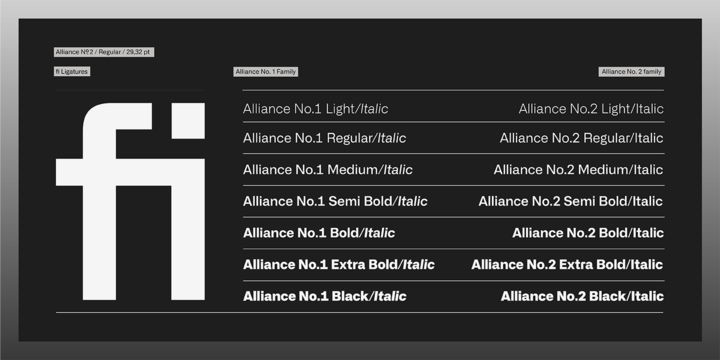 Alliance Nº2 / Regular / 29,32 pt
fi Ligatures
fi
Alliance No. 1 Family
Alliance No.1 Light/Italic
Alliance No.1 Regular/Italic
Alliance No.1 Medium/Italic
Alliance No.1 Semi Bold/Italic
Alliance No.1 Bold/Italic
Alliance No.1 Extra Bold/Italic
Alliance No.1 Black/Italic
Alliance No. 2 family
Alliance No.2 Light/Italic
Alliance No.2 Regular/Italic
Alliance No.2 Medium/Italic
Alliance No.2 Semi Bold/Italic
Alliance No.2 Bold/Italic
Alliance No.2 Extra Bold/Italic
Alliance No.2 Black/Italic